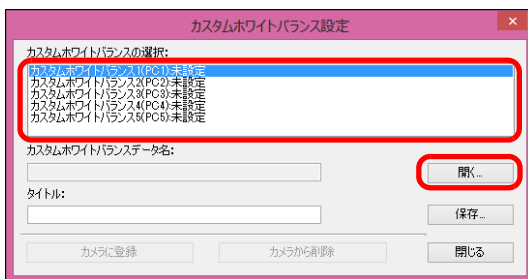 カスタムホワイトバランス設定
カスタムホワイトバランスの選択:
カスタムホワイトバランス1(PC1):未設定
カスタムホワイトバランス2(PC2):未設定
カスタムホワイトバランス3(PC3):未設定
カスタムホワイトバランス4(PC4):未設定
カスタムホワイトバランス5(PC5):未設定
カスタムホワイトバランスデータ名:
開く...
タイトル:
保存...
カメラに登録 カメラから削除 閉じる